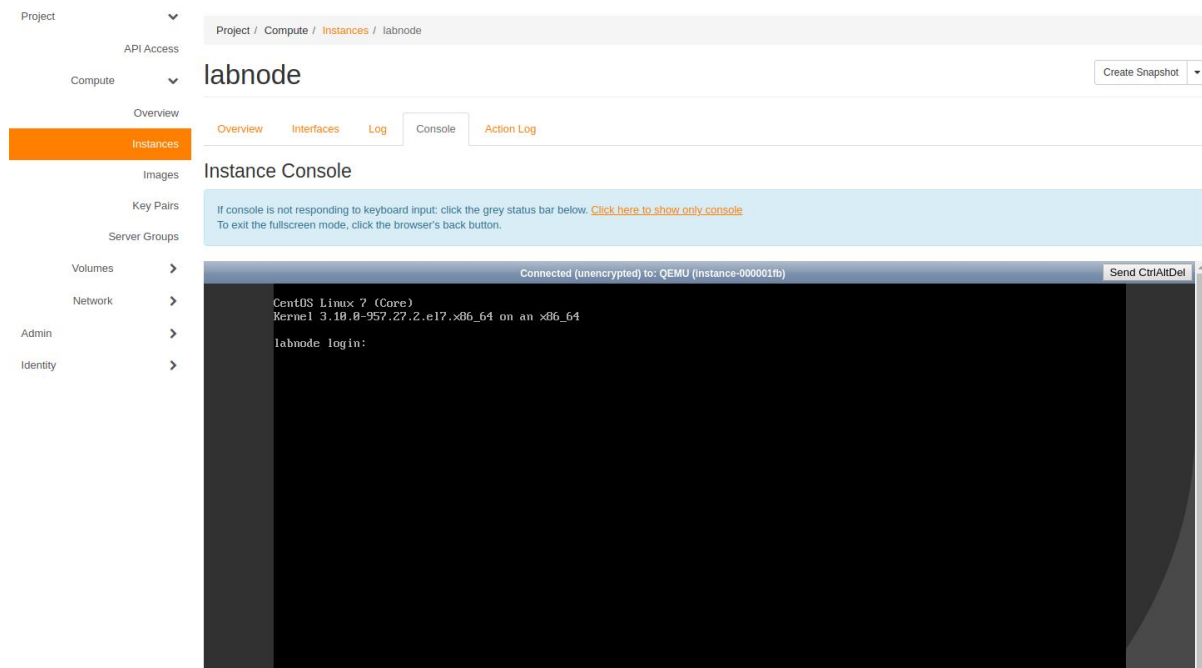 Project
API Access
Compute
Overview
Instances
Images
Key Pairs
Server Groups
Volumes
Network
Admin
Identity
Project / Compute / Instances / labnode
labnode
Create Snapshot
Overview Interfaces Log Console Action Log
Instance Console
If console is not responding to keyboard input: click the grey status bar below. Click here to show only console
To exit the fullscreen mode, click the browser's back button.
Connected (unencrypted) to: QEMU (instance-000001fb)
Send CtrlAltDel
CentOS Linux 7 (Core)
Kernel 3.10.0-957.27.2.el7.x86_64 on an x86_64
labnode login: